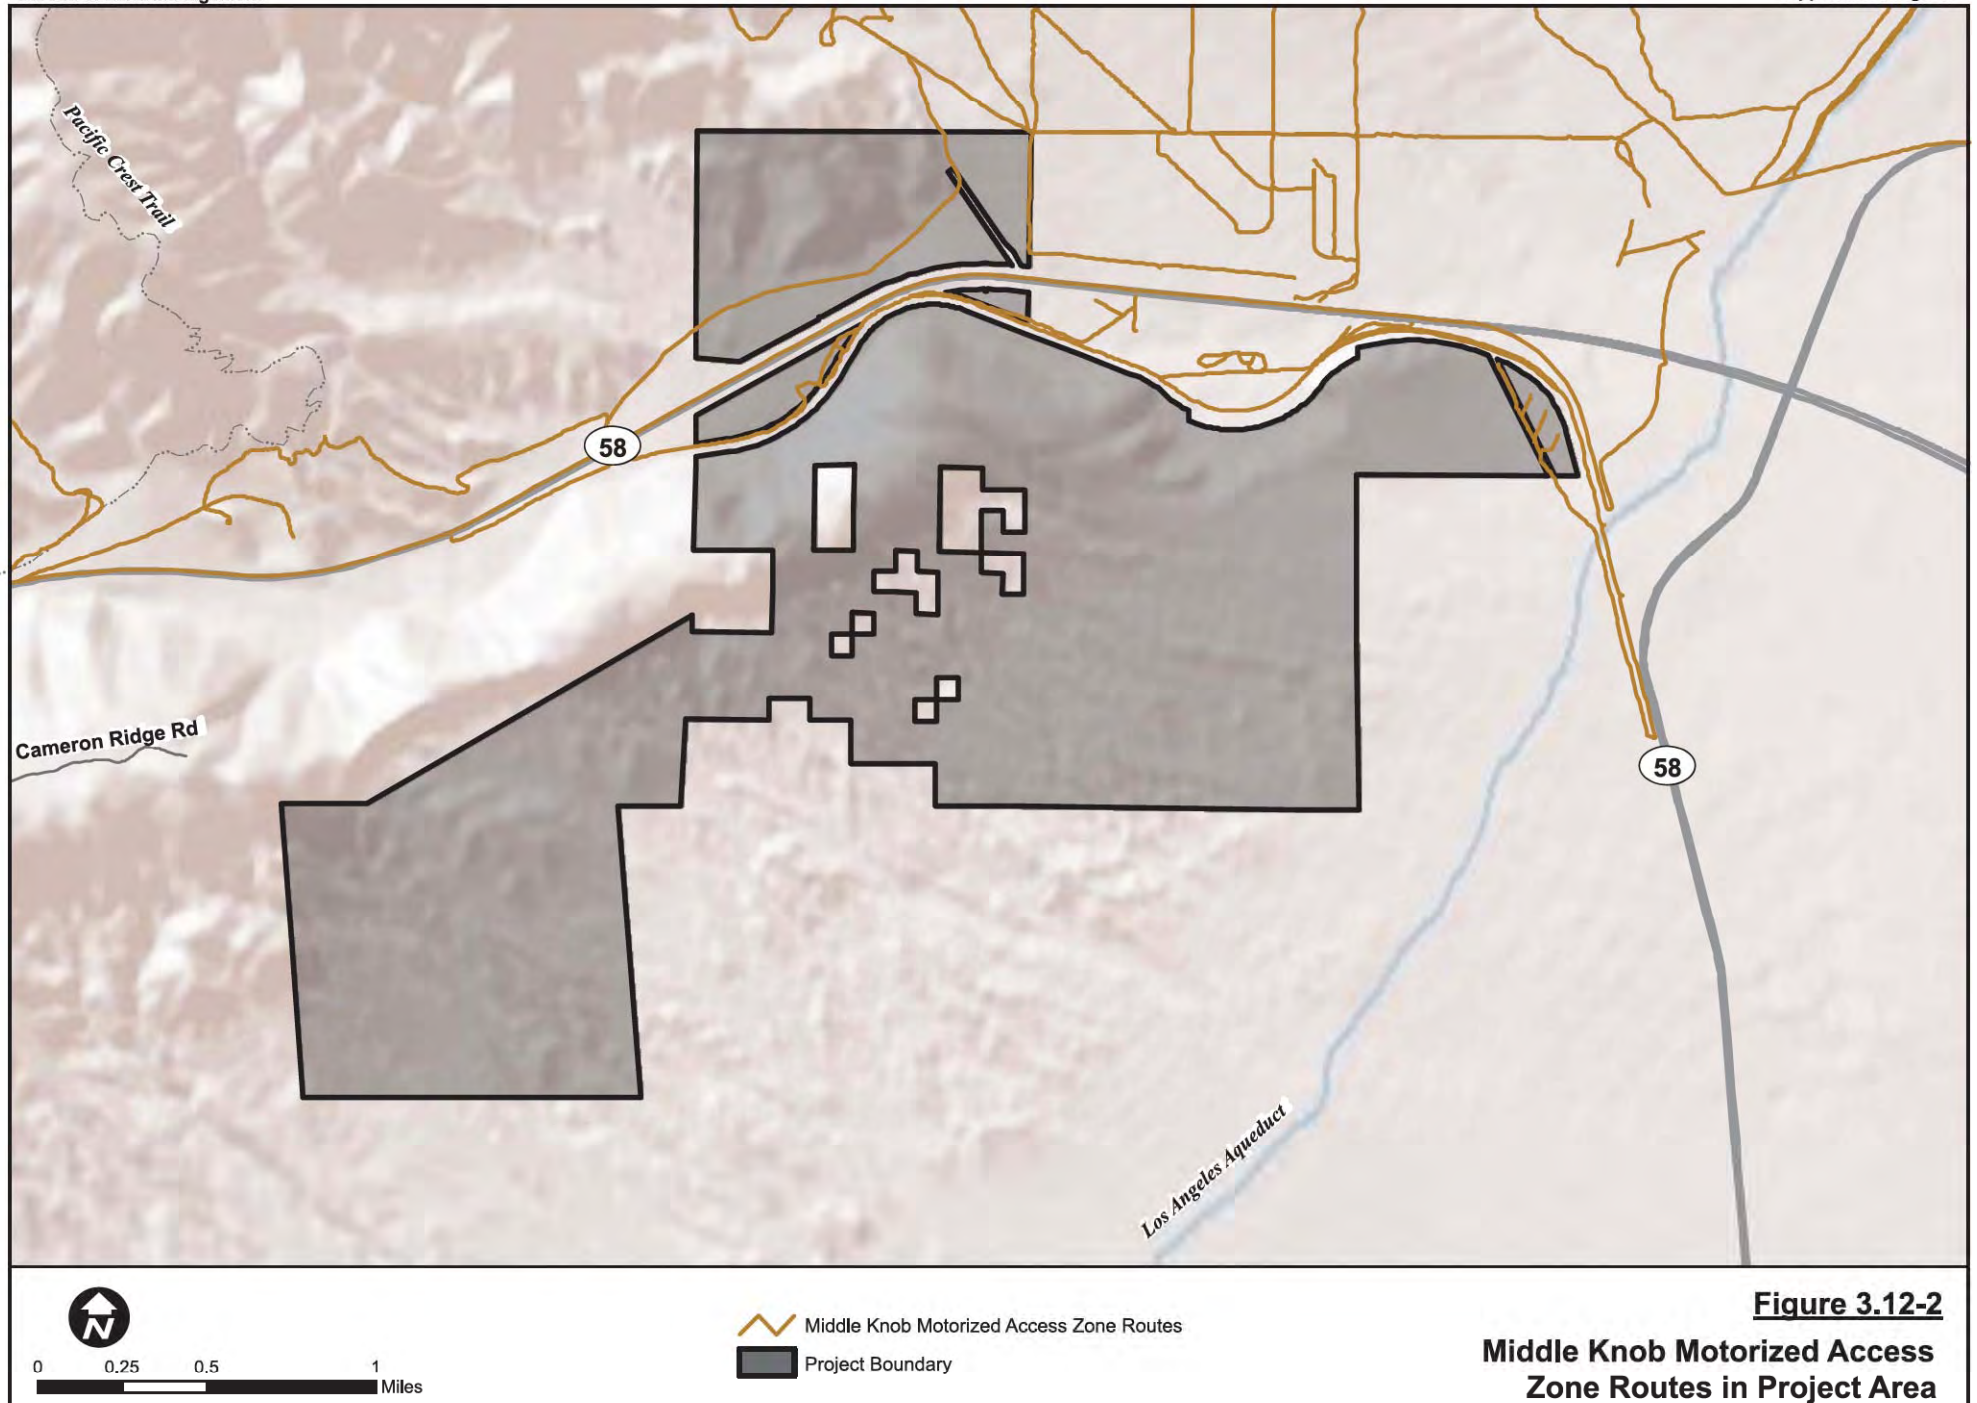 Pacific Crest Trail
58
Cameron Ridge Rd
58
Los Angeles Aqueduct
N
0 0.25 0.5 1
Miles
Middle Knob Motorized Access Zone Routes
Project Boundary
Figure 3.12-2
Middle Knob Motorized Access
Zone Routes in Project Area